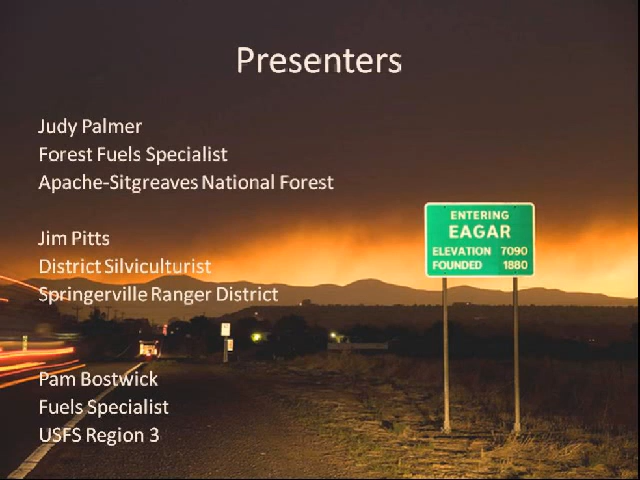 Presenters
Judy Palmer
Forest Fuels Specialist
Apache-Sitgreaves National Forest
Jim Pitts
District Silviculturist
Springerville Ranger District
ENTERING
EAGAR
ELEVATION 7090
FOUNDED 1880
Pam Bostwick
Fuels Specialist
USFS Region 3